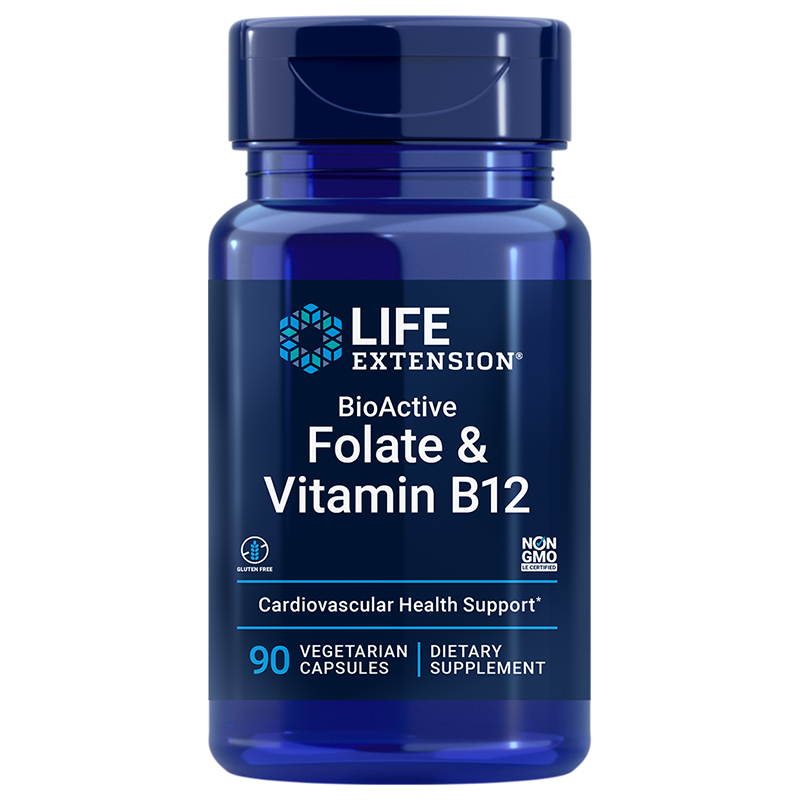 LIFE
EXTENSION®
BioActive
Folate &
Vitamin B12
GLUTEN FREE
NON
GMO
LE CERTIFIED
Cardiovascular Health Support*
90 VEGETARIAN CAPSULES | DIETARY SUPPLEMENT